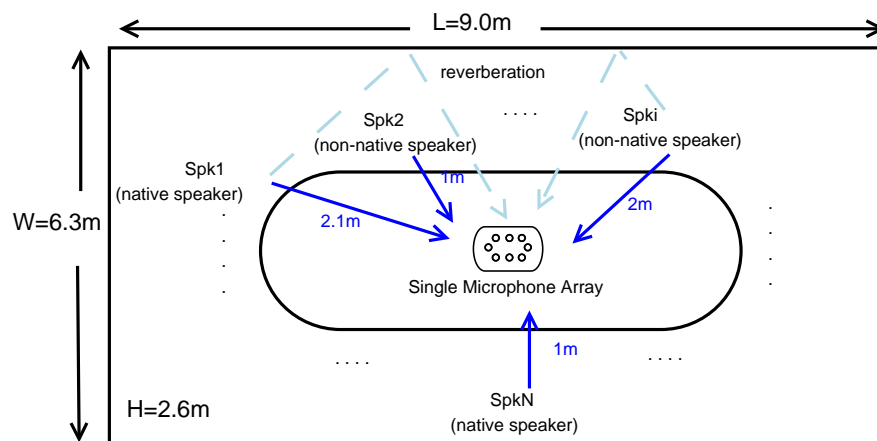 L=9.0m
reverberation
. . . .
Spk2
(non-native speaker)
Spki
(non-native speaker)
Spk1
(native speaker)
1m
2.1m
2m
W=6.3m
Single Microphone Array
1m
. . . .
. . . .
H=2.6m
SpkN
(native speaker)